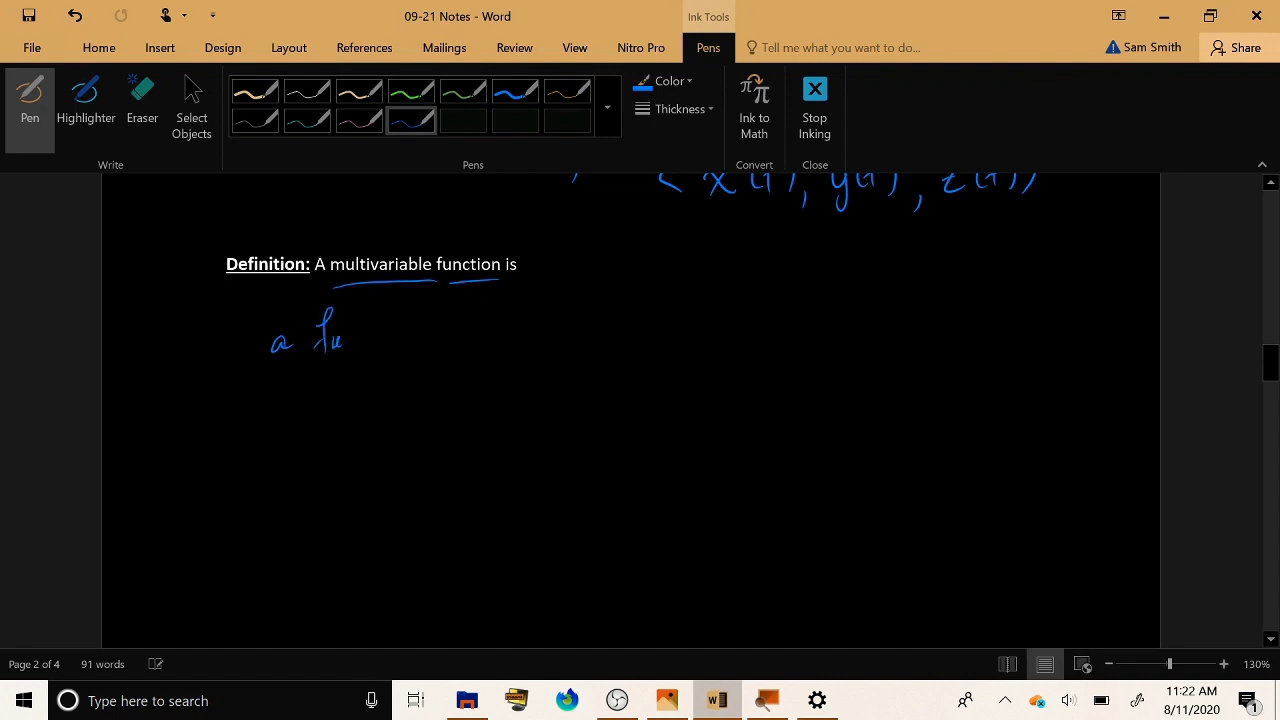 09-21 Notes - Word
Ink Tools
File Home Insert Design Layout References Mailings Review View Nitro Pro Pens Tell me what you want to do... Sam Smith Share
Pen Highlighter Eraser Select Objects
Color
Thickness
Ink to Math
Stop Inking
Write Pens Convert Close
⟨ x(t), y(t), z(t) ⟩
Definition: A multivariable function is
a fu
Page 2 of 4 91 words 130%
Type here to search
11:22 AM
8/11/2020
1